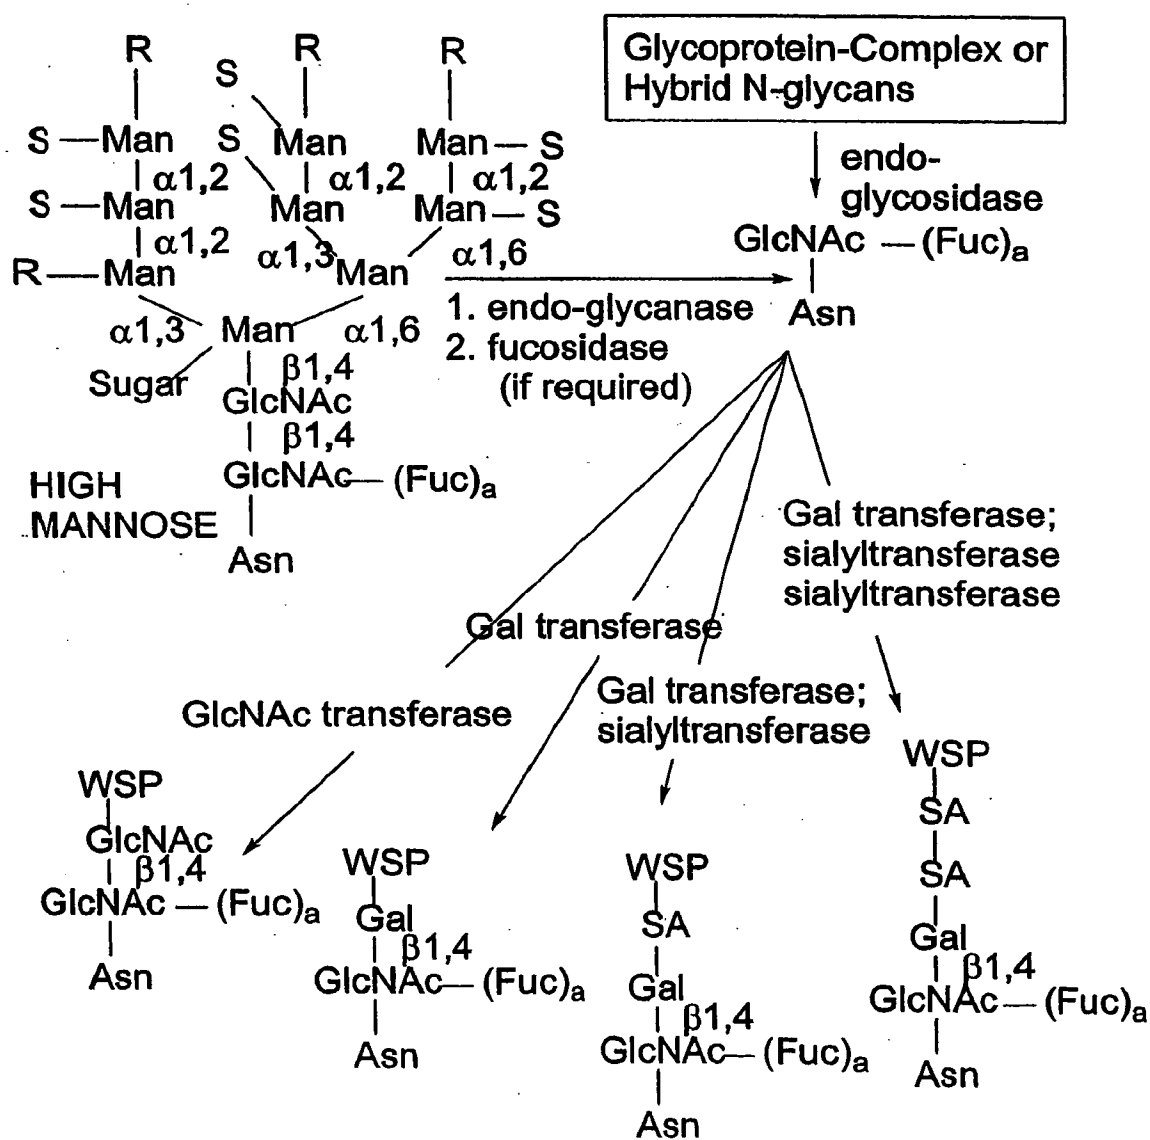 R
R
R
S
S — Man
S
Man
Man — S
α1,2
α1,2
α1,2
S — Man
Man
Man — S
α1,2
α1,3
α1,6
R — Man
Man
α1,3
Man
α1,6
Sugar
β1,4
GlcNAc
β1,4
GlcNAc — (Fuc)a
HIGH
MANNOSE
Asn
Glycoprotein-Complex or
Hybrid N-glycans
endo-
glycosidase
GlcNAc — (Fuc)a
Asn
1. endo-glycanase
2. fucosidase
(if required)
Gal transferase;
sialyltransferase
sialyltransferase
Gal transferase
Gal transferase;
sialyltransferase
GlcNAc transferase
WSP
GlcNAc
β1,4
GlcNAc — (Fuc)a
Asn
WSP
Gal
β1,4
GlcNAc — (Fuc)a
Asn
WSP
SA
Gal
β1,4
GlcNAc — (Fuc)a
Asn
WSP
SA
SA
Gal
β1,4
GlcNAc — (Fuc)a
Asn